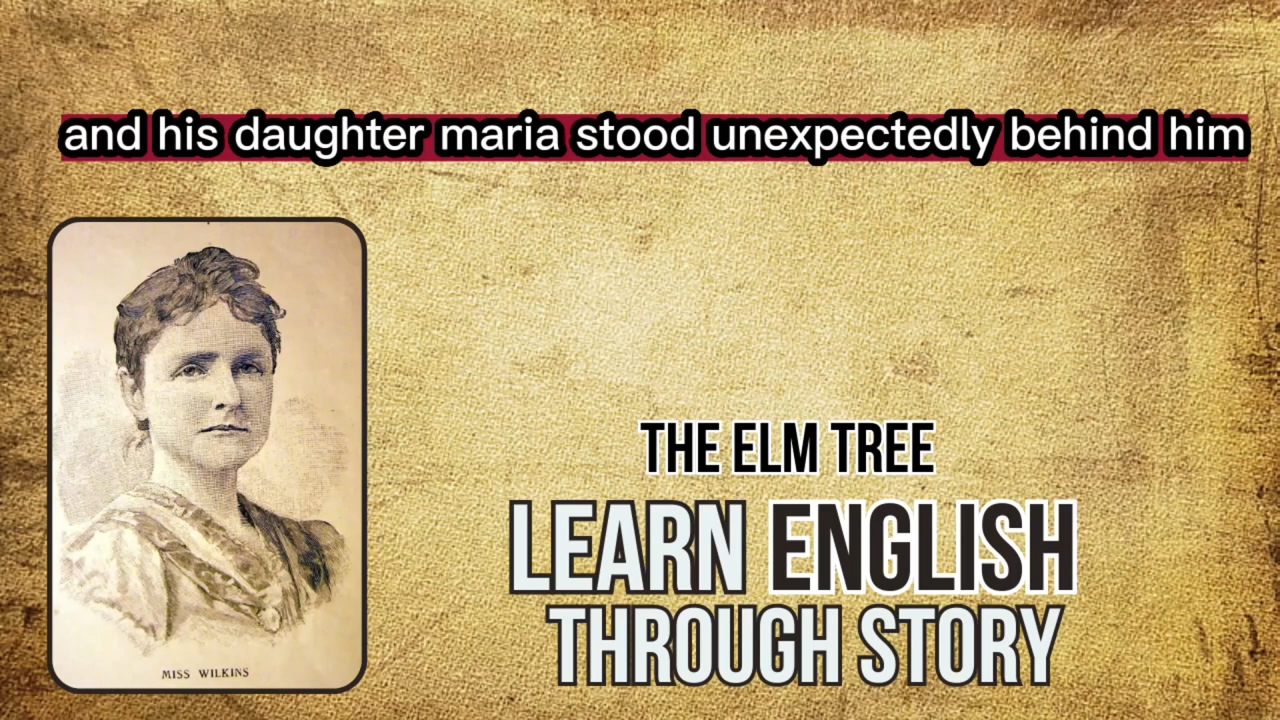 and his daughter maria stood unexpectedly behind him
MISS WILKINS
THE ELM TREE
LEARN ENGLISH
THROUGH STORY